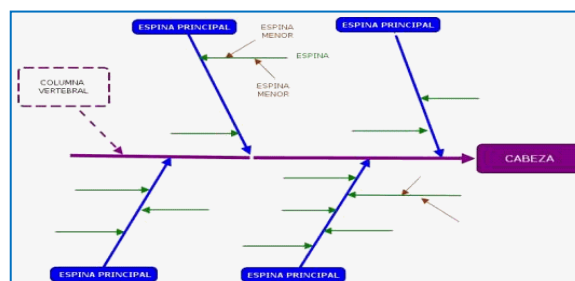 ESPINA PRINCIPAL
ESPINA PRINCIPAL
ESPINA
MENOR
ESPINA
ESPINA
MENOR
COLUMNA
VERTEBRAL
CABEZA
ESPINA PRINCIPAL
ESPINA PRINCIPAL